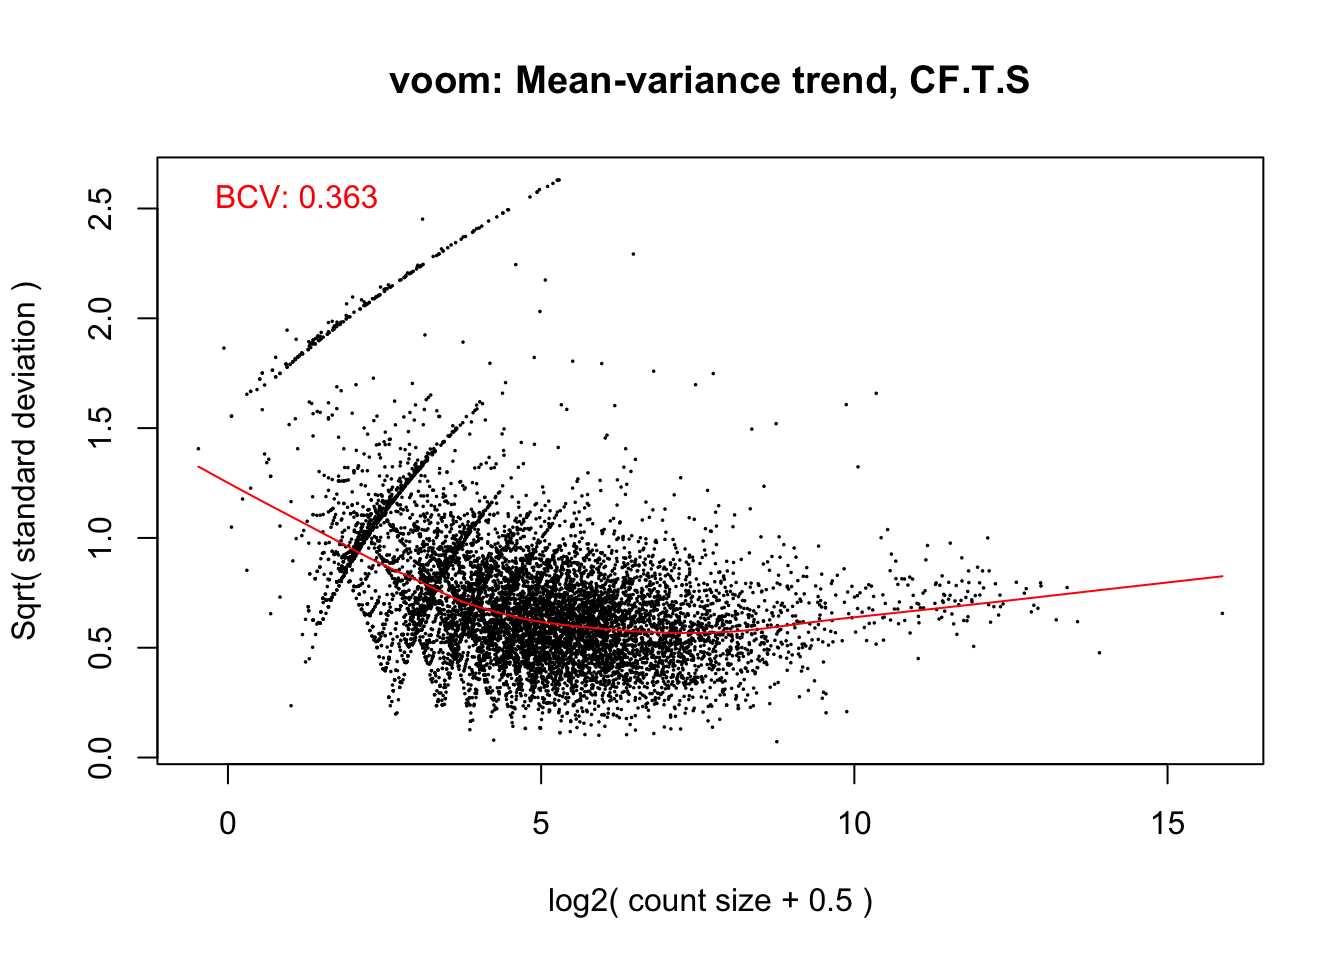 voom: Mean-variance trend, CF.T.S
BCV: 0.363
Sqrt( standard deviation )
2.5
2.0
1.5
1.0
0.5
0.0
0 5 10 15
log2( count size + 0.5 )